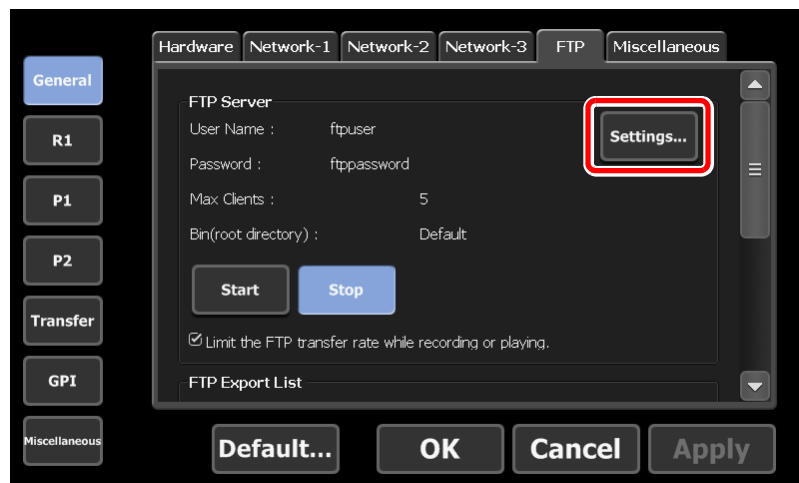 Hardware Network-1 Network-2 Network-3 FTP Miscellaneous
General
R1
P1
P2
Transfer
GPI
Miscellaneous
FTP Server
User Name : ftpuser
Settings...
Password : ftppassword
Max Clients : 5
Bin(root directory) : Default
Start Stop
Limit the FTP transfer rate while recording or playing.
FTP Export List
Default... OK Cancel Apply